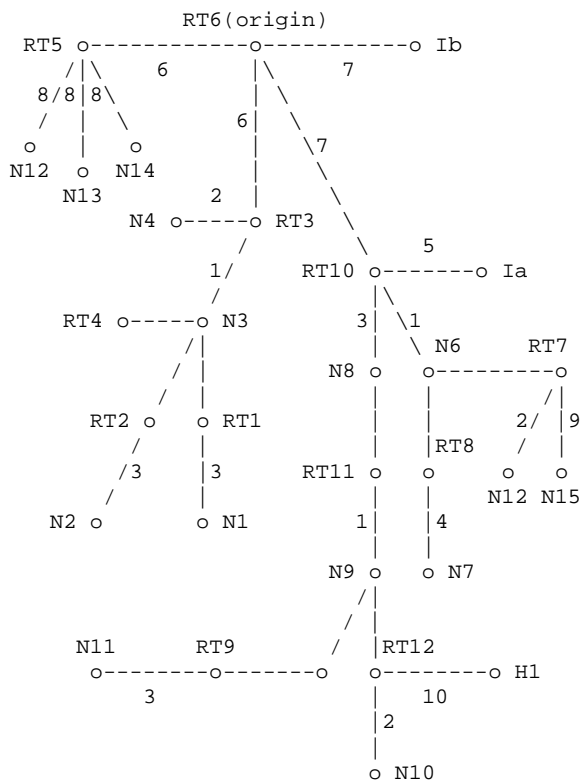 RT6(origin)
RT5 Ib
6 7
8 8 8 6 7
N12 N14
N13
2
N4 RT3
5
1 RT10 Ia
RT4 N3 3 1
N6 RT7
N8
2 9
RT2 RT1 RT8
3 3 RT11 N12 N15
N2 N1 1 4
N9 N7
N11 RT9 RT12
H1
3 10
2
N10